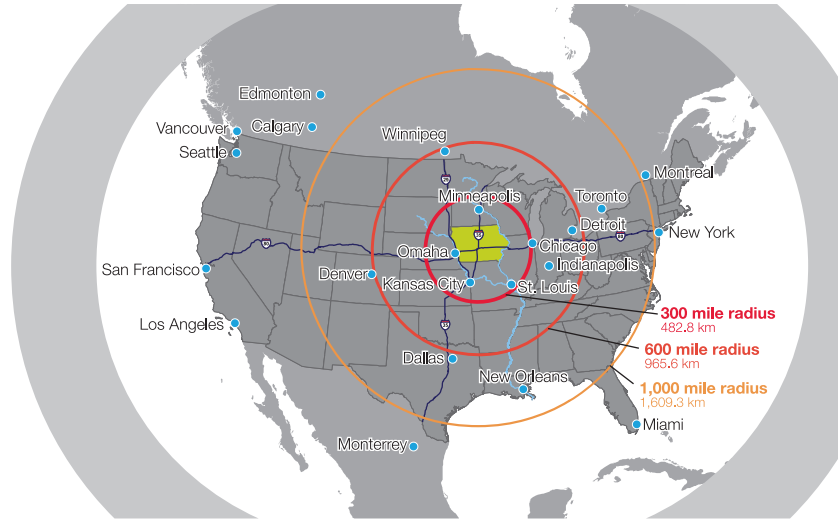 Edmonton
Vancouver
Calgary
Seattle
Winnipeg
Minneapolis
Montreal
Toronto
Detroit
New York
Chicago
Omaha
Indianapolis
San Francisco
Denver
Kansas City
St. Louis
Los Angeles
Dallas
New Orleans
Monterrey
Miami
300 mile radius
482.8 km
600 mile radius
965.6 km
1,000 mile radius
1,609.3 km